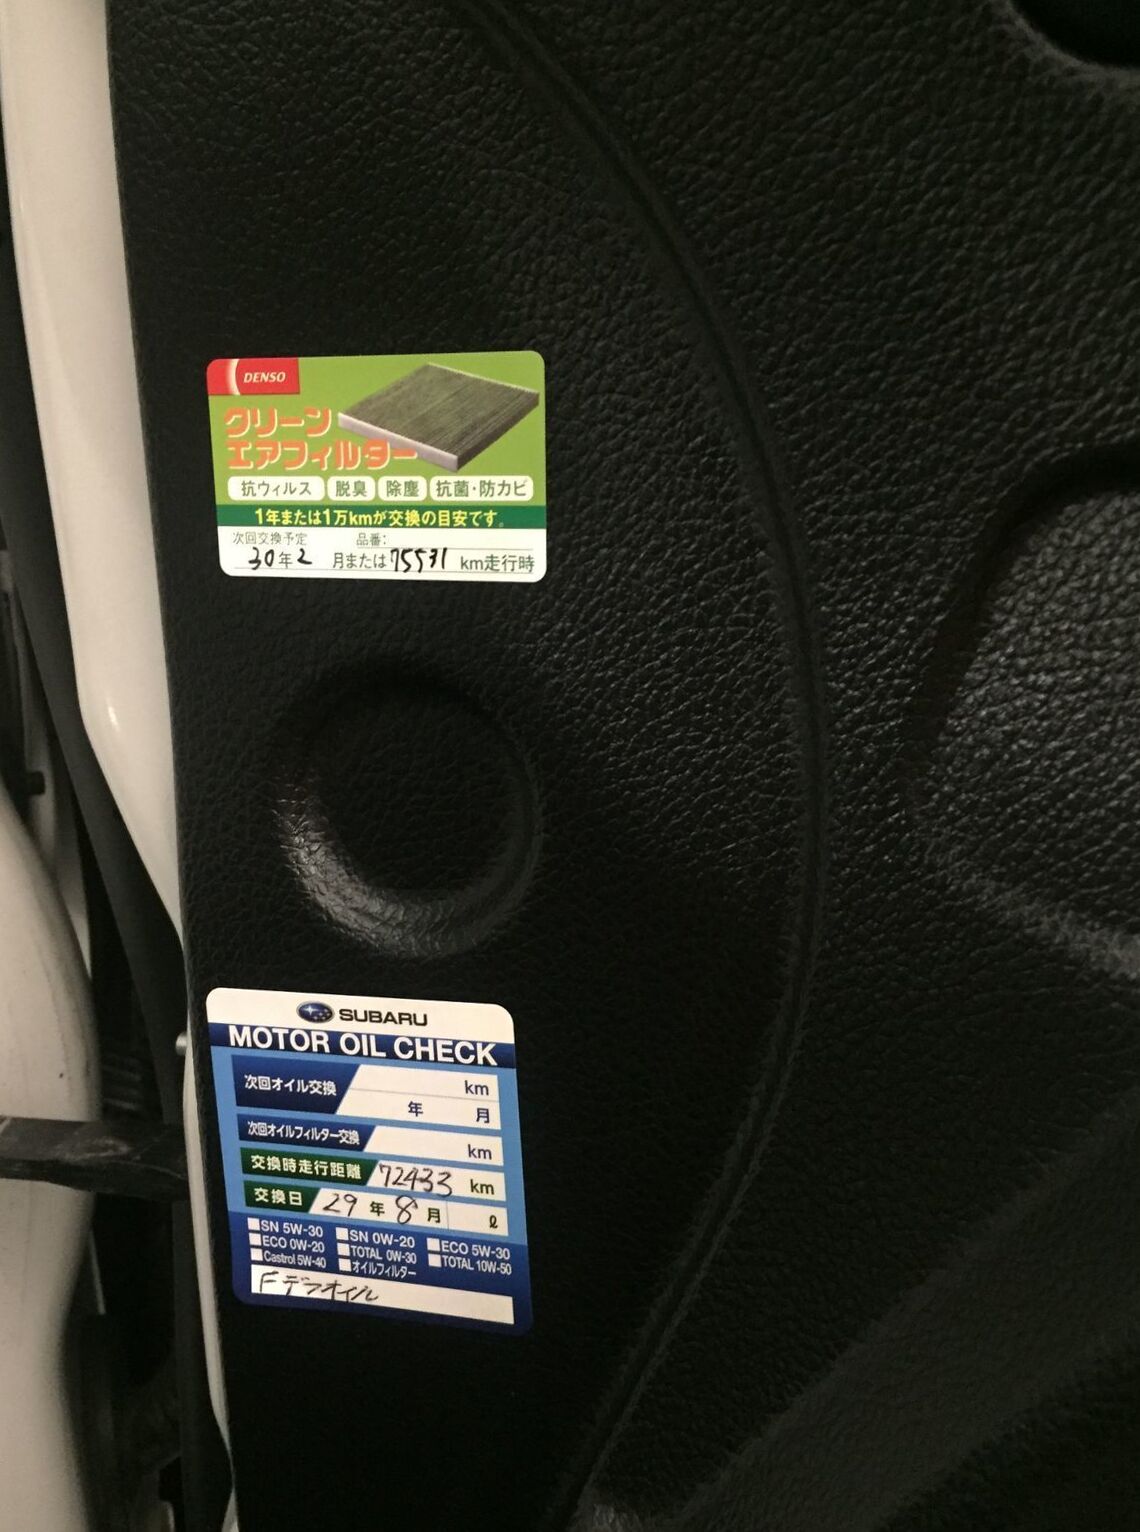 DENSO
クリーン
エアフィルター
抗ウィルス 脱臭 除塵 抗菌・防カビ
1年または1万kmが交換の目安です。
次回交換予定 品番:
30年2 月または75531 km走行時
SUBARU
MOTOR OIL CHECK
次回オイル交換 km
年 月
次回オイルフィルター交換 km
交換時走行距離 72433 km
交換日 29年 8月 ℓ
SN 5W-30 SN 0W-20 ECO 5W-30
ECO 0W-20 TOTAL 0W-30 TOTAL 10W-50
Castrol 5W-40 オイルフィルター
Fデフオイル